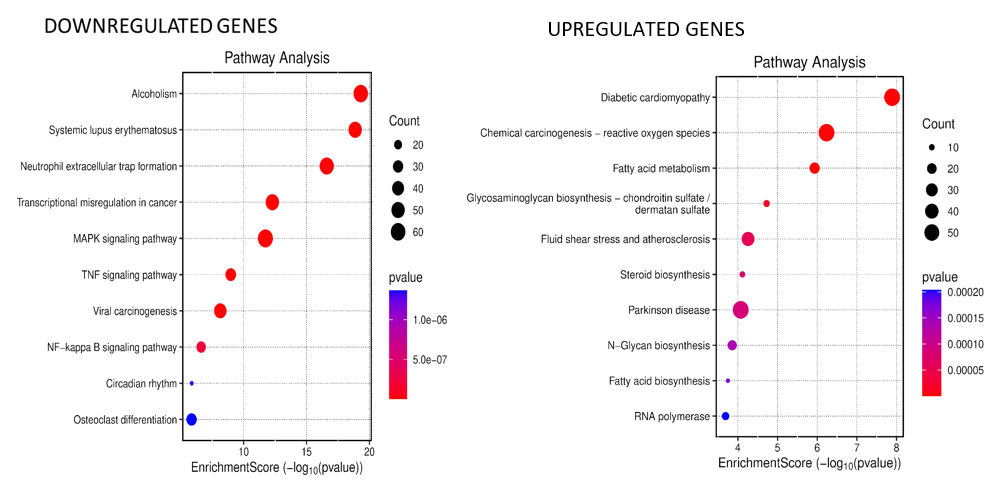 DOWNREGULATED GENES
Pathway Analysis
Alcoholism
Systemic lupus erythematosus
Neutrophil extracellular trap formation
Transcriptional misregulation in cancer
MAPK signaling pathway
TNF signaling pathway
Viral carcinogenesis
NF−kappa B signaling pathway
Circadian rhythm
Osteoclast differentiation
10 15 20
EnrichmentScore (−log10(pvalue))
Count
20
30
40
50
60
pvalue
1.0e−06
5.0e−07
UPREGULATED GENES
Pathway Analysis
Diabetic cardiomyopathy
Chemical carcinogenesis − reactive oxygen species
Fatty acid metabolism
Glycosaminoglycan biosynthesis − chondroitin sulfate /
dermatan sulfate
Fluid shear stress and atherosclerosis
Steroid biosynthesis
Parkinson disease
N−Glycan biosynthesis
Fatty acid biosynthesis
RNA polymerase
4 5 6 7 8
EnrichmentScore (−log10(pvalue))
Count
10
20
30
40
50
pvalue
0.00020
0.00015
0.00010
0.00005